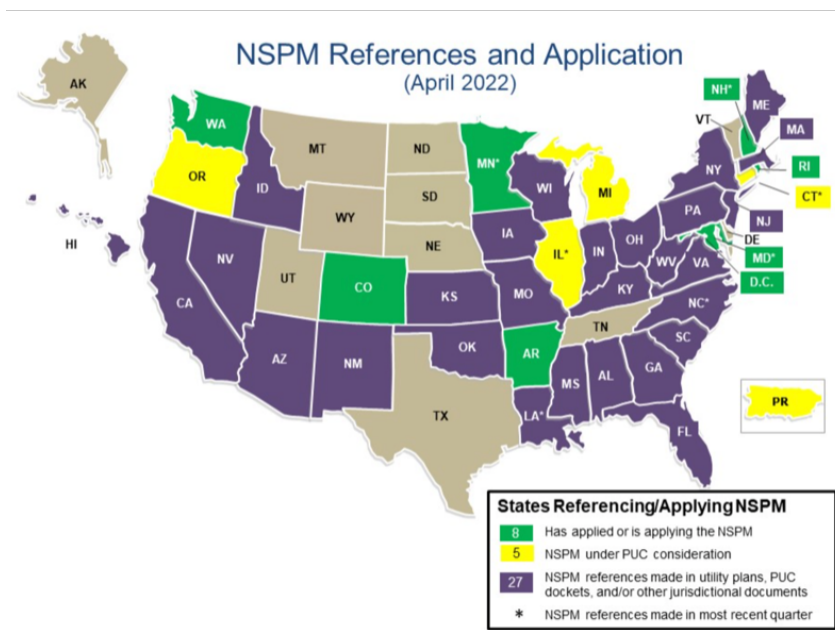 NSPM References and Application
(April 2022)
AK
WA
OR
ID
MT
ND
SD
WY
NE
MN*
WI
MI
NH*
VT
ME
MA
NY
RI
CT*
PA
NJ
DE
MD*
D.C.
HI
NV
CA
UT
CO
KS
IA
MO
IL*
IN
OH
WV
VA
KY
NC*
TN
SC
AZ
NM
OK
AR
TX
LA*
MS
AL
GA
FL
PR
States Referencing/Applying NSPM
8 Has applied or is applying the NSPM
5 NSPM under PUC consideration
27 NSPM references made in utility plans, PUC
dockets, and/or other jurisdictional documents
* NSPM references made in most recent quarter